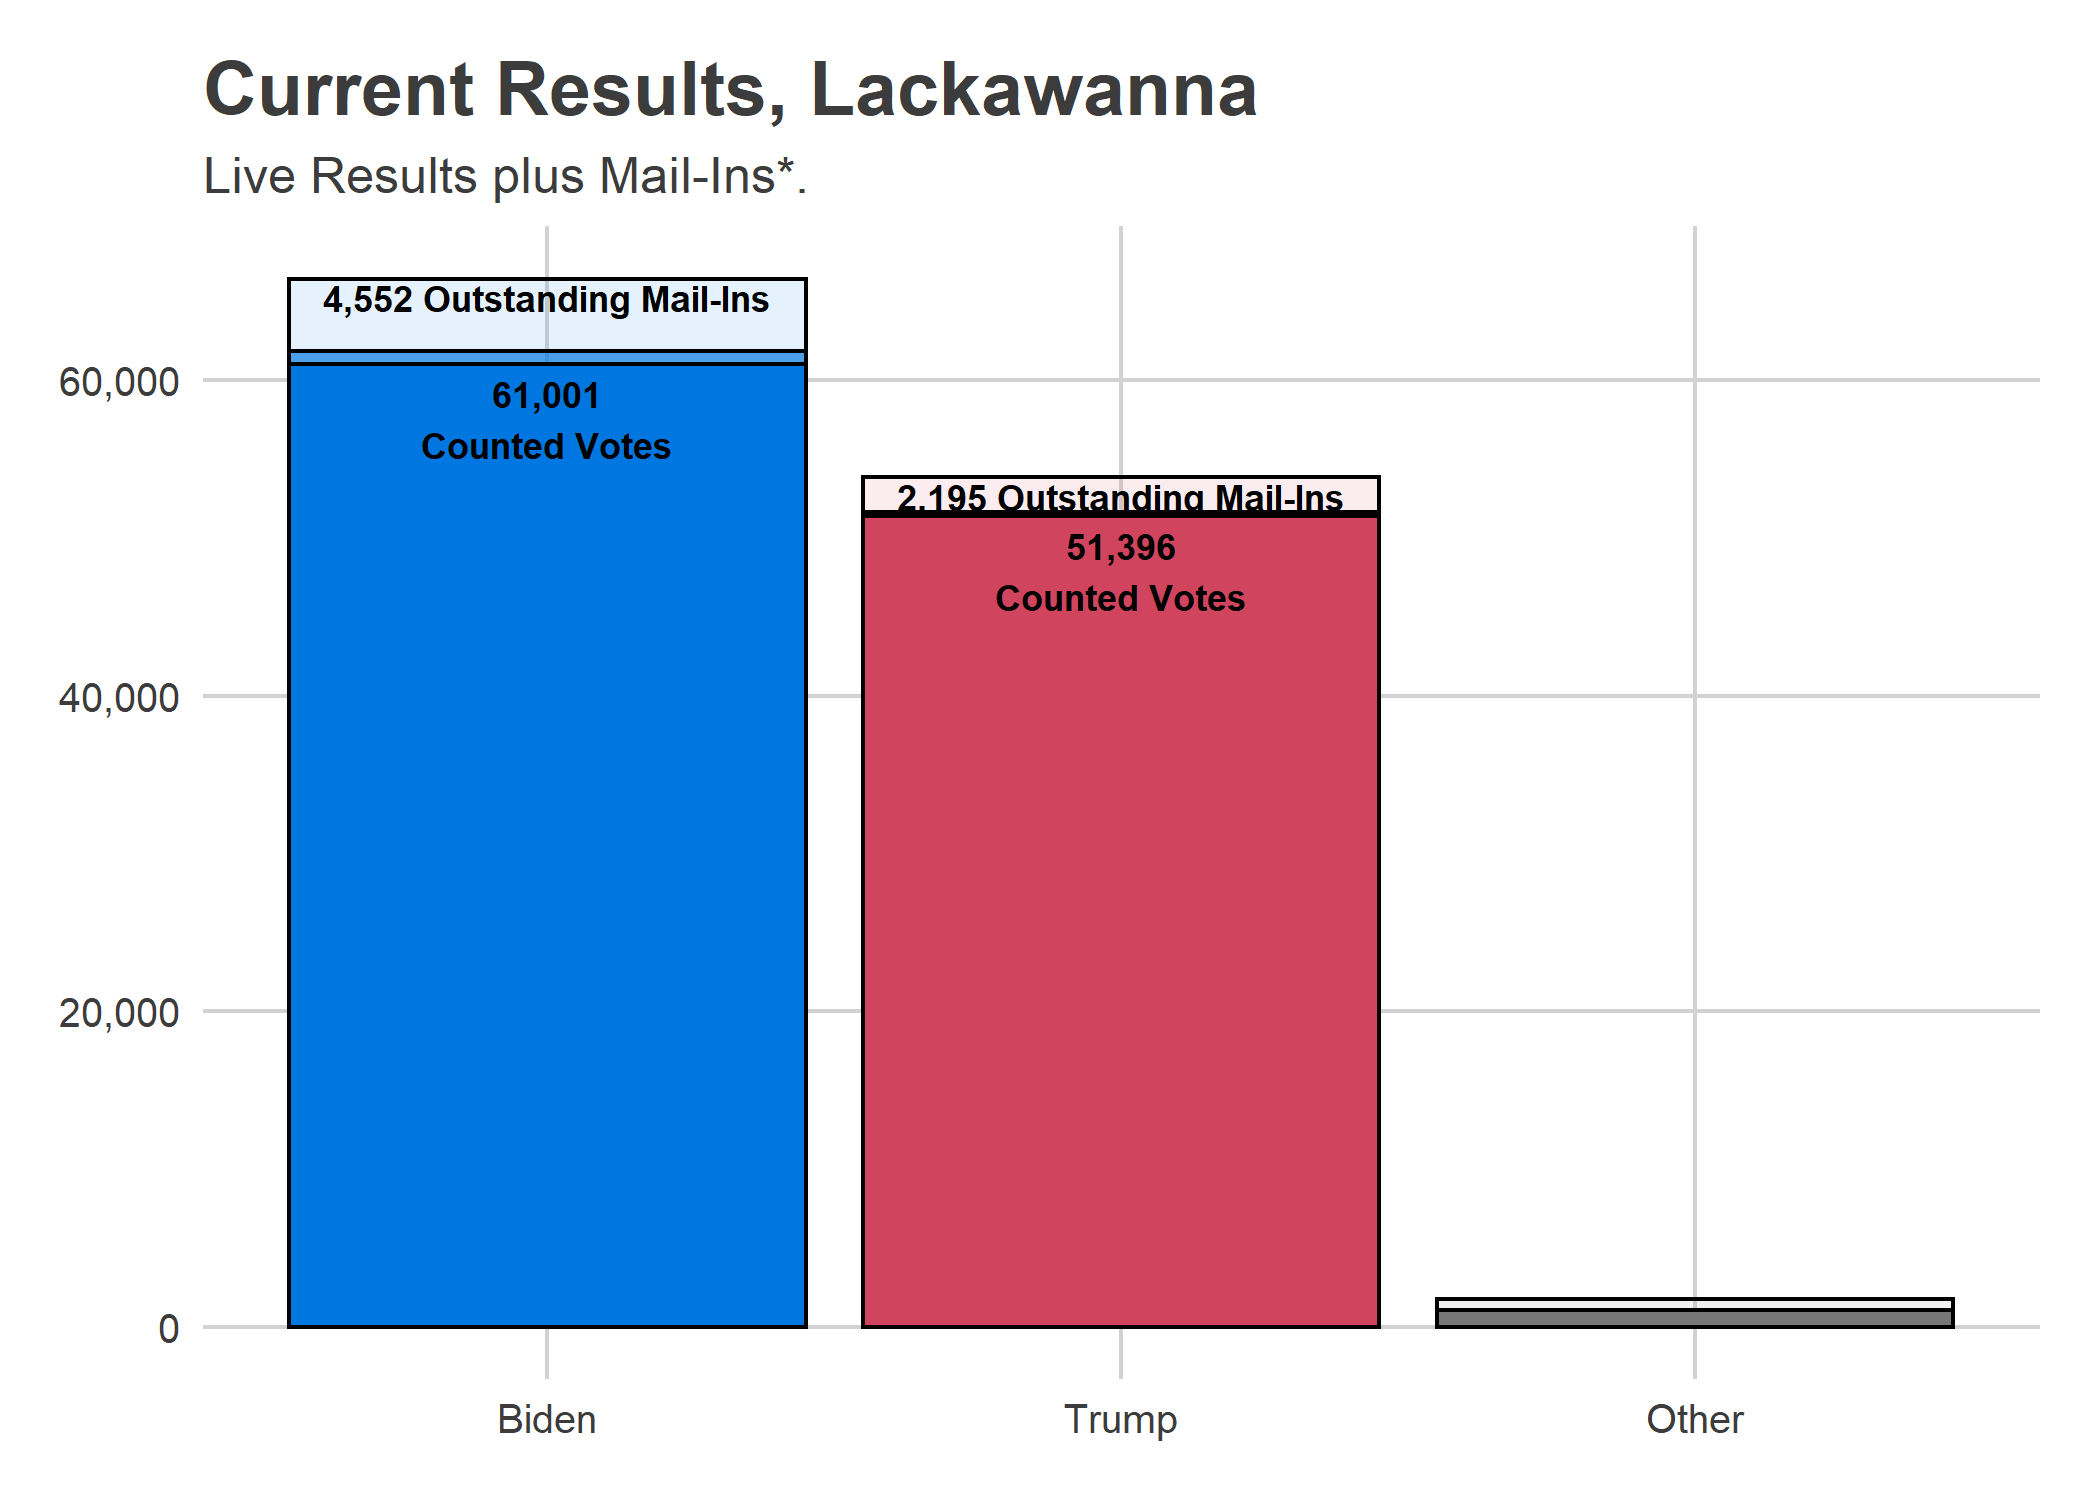 Current Results, Lackawanna
Live Results plus Mail-Ins*.
4,552 Outstanding Mail-Ins
60,000
61,001
Counted Votes
2,195 Outstanding Mail-Ins
51,396
Counted Votes
40,000
20,000
0
Biden
Trump
Other